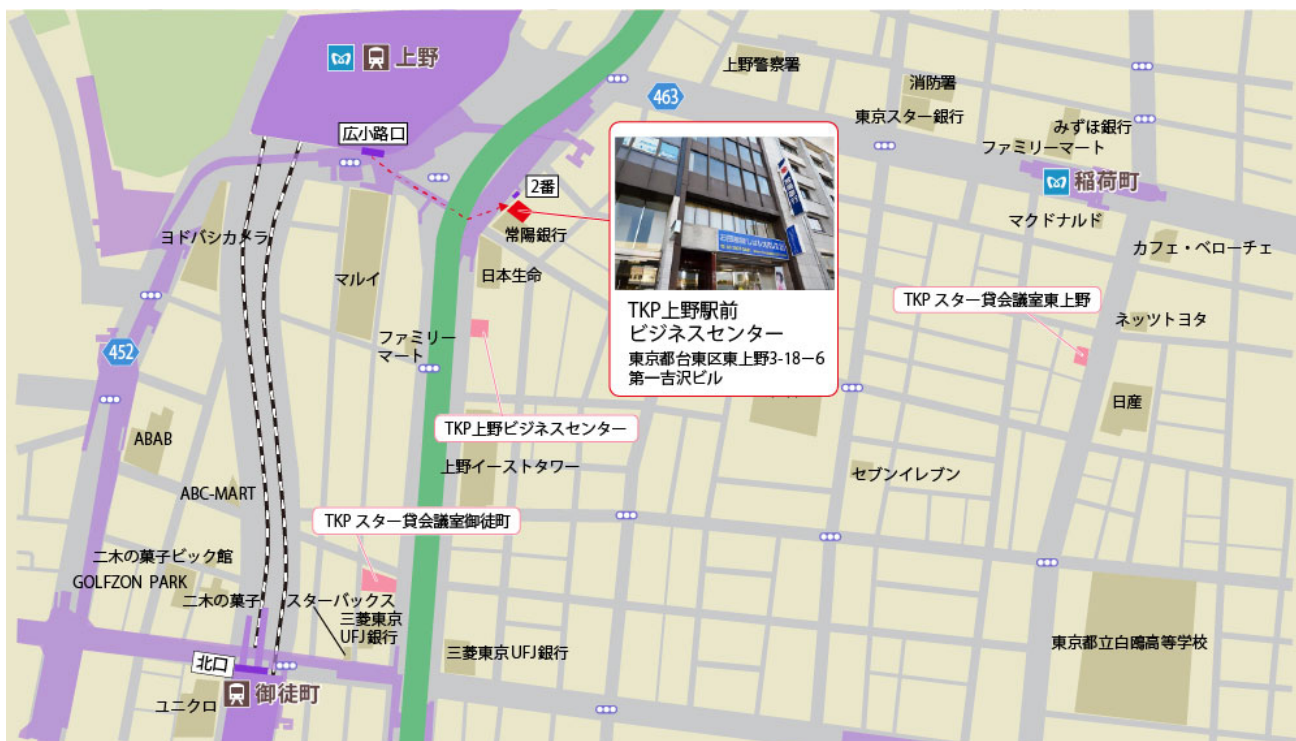 上野
広小路口
463
上野警察署
消防署
東京スター銀行
みずほ銀行
ファミリーマート
稲荷町
マクドナルド
カフェ・ベローチェ
2番
常陽銀行
日本生命
ヨドバシカメラ
マルイ
TKP上野駅前
ビジネスセンター
東京都台東区東上野3-18−6
第一吉沢ビル
TKP スター貸会議室東上野
ネッツトヨタ
日産
452
ファミリー
マート
TKP上野ビジネスセンター
上野イーストタワー
セブンイレブン
ABAB
ABC-MART
TKP スター貸会議室御徒町
二木の菓子ビック館
GOLFZON PARK
二木の菓子
スターバックス
三菱東京
UFJ銀行
三菱東京UFJ銀行
東京都立白鴎高等学校
北口
御徒町
ユニクロ